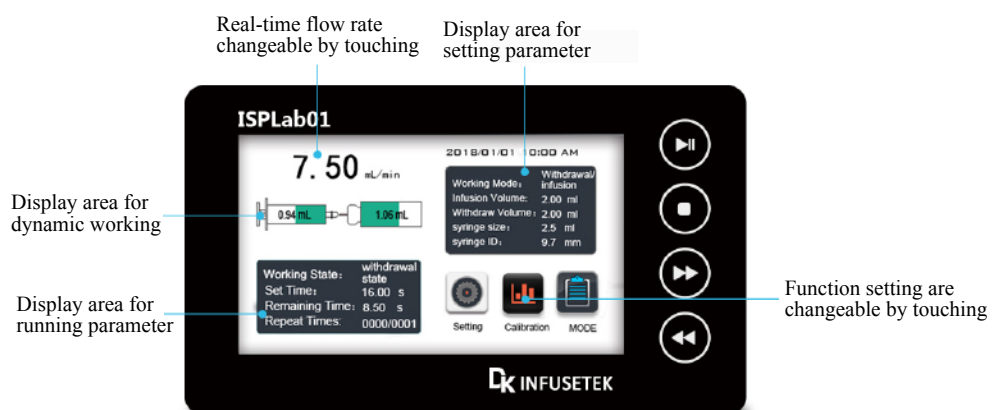 Real-time flow rate
changeable by touching
Display area for
setting parameter
ISPLab01
7.50 mL/min
2018/01/01 10:00 AM
Working Mode: Withdrawal/
infusion
Infusion Volume: 2.00 ml
Withdraw Volume: 2.00 ml
syringe size: 2.5 ml
syringe ID: 9.7 mm
Display area for
dynamic working
0.94 mL
1.06 mL
Working State: withdrawal
state
Set Time: 16.00 s
Remaining Time: 8.50 s
Repeat Times: 0000/0001
Display area for
running parameter
Setting
Calibration
MODE
Function setting are
changeable by touching
DK INFUSETEK